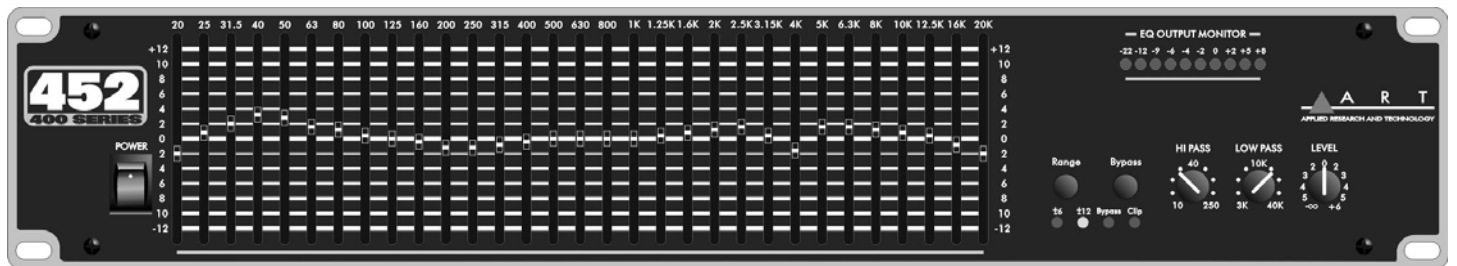 20 25 31.5 40 50 63 80 100 125 160 200 250 315 400 500 630 800 1K 1.25K 1.6K 2K 2.5K 3.15K 4K 5K 6.3K 8K 10K 12.5K 16K 20K
+12 +12
10 10
8 8
6 6
4 4
2 2
0 0
2 2
4 4
6 6
8 8
10 10
-12 -12
452
400 SERIES
POWER
EQ OUTPUT MONITOR
-22 -12 -9 -6 -4 -2 0 +2 +5 +8
ART
APPLIED RESEARCH AND TECHNOLOGY
Range Bypass
±6 ±12 Bypass Clip
HI PASS
40
10 250
LOW PASS
10K
3K 40K
LEVEL
2 0 2
3 3
4 4
5 5
-∞ +6